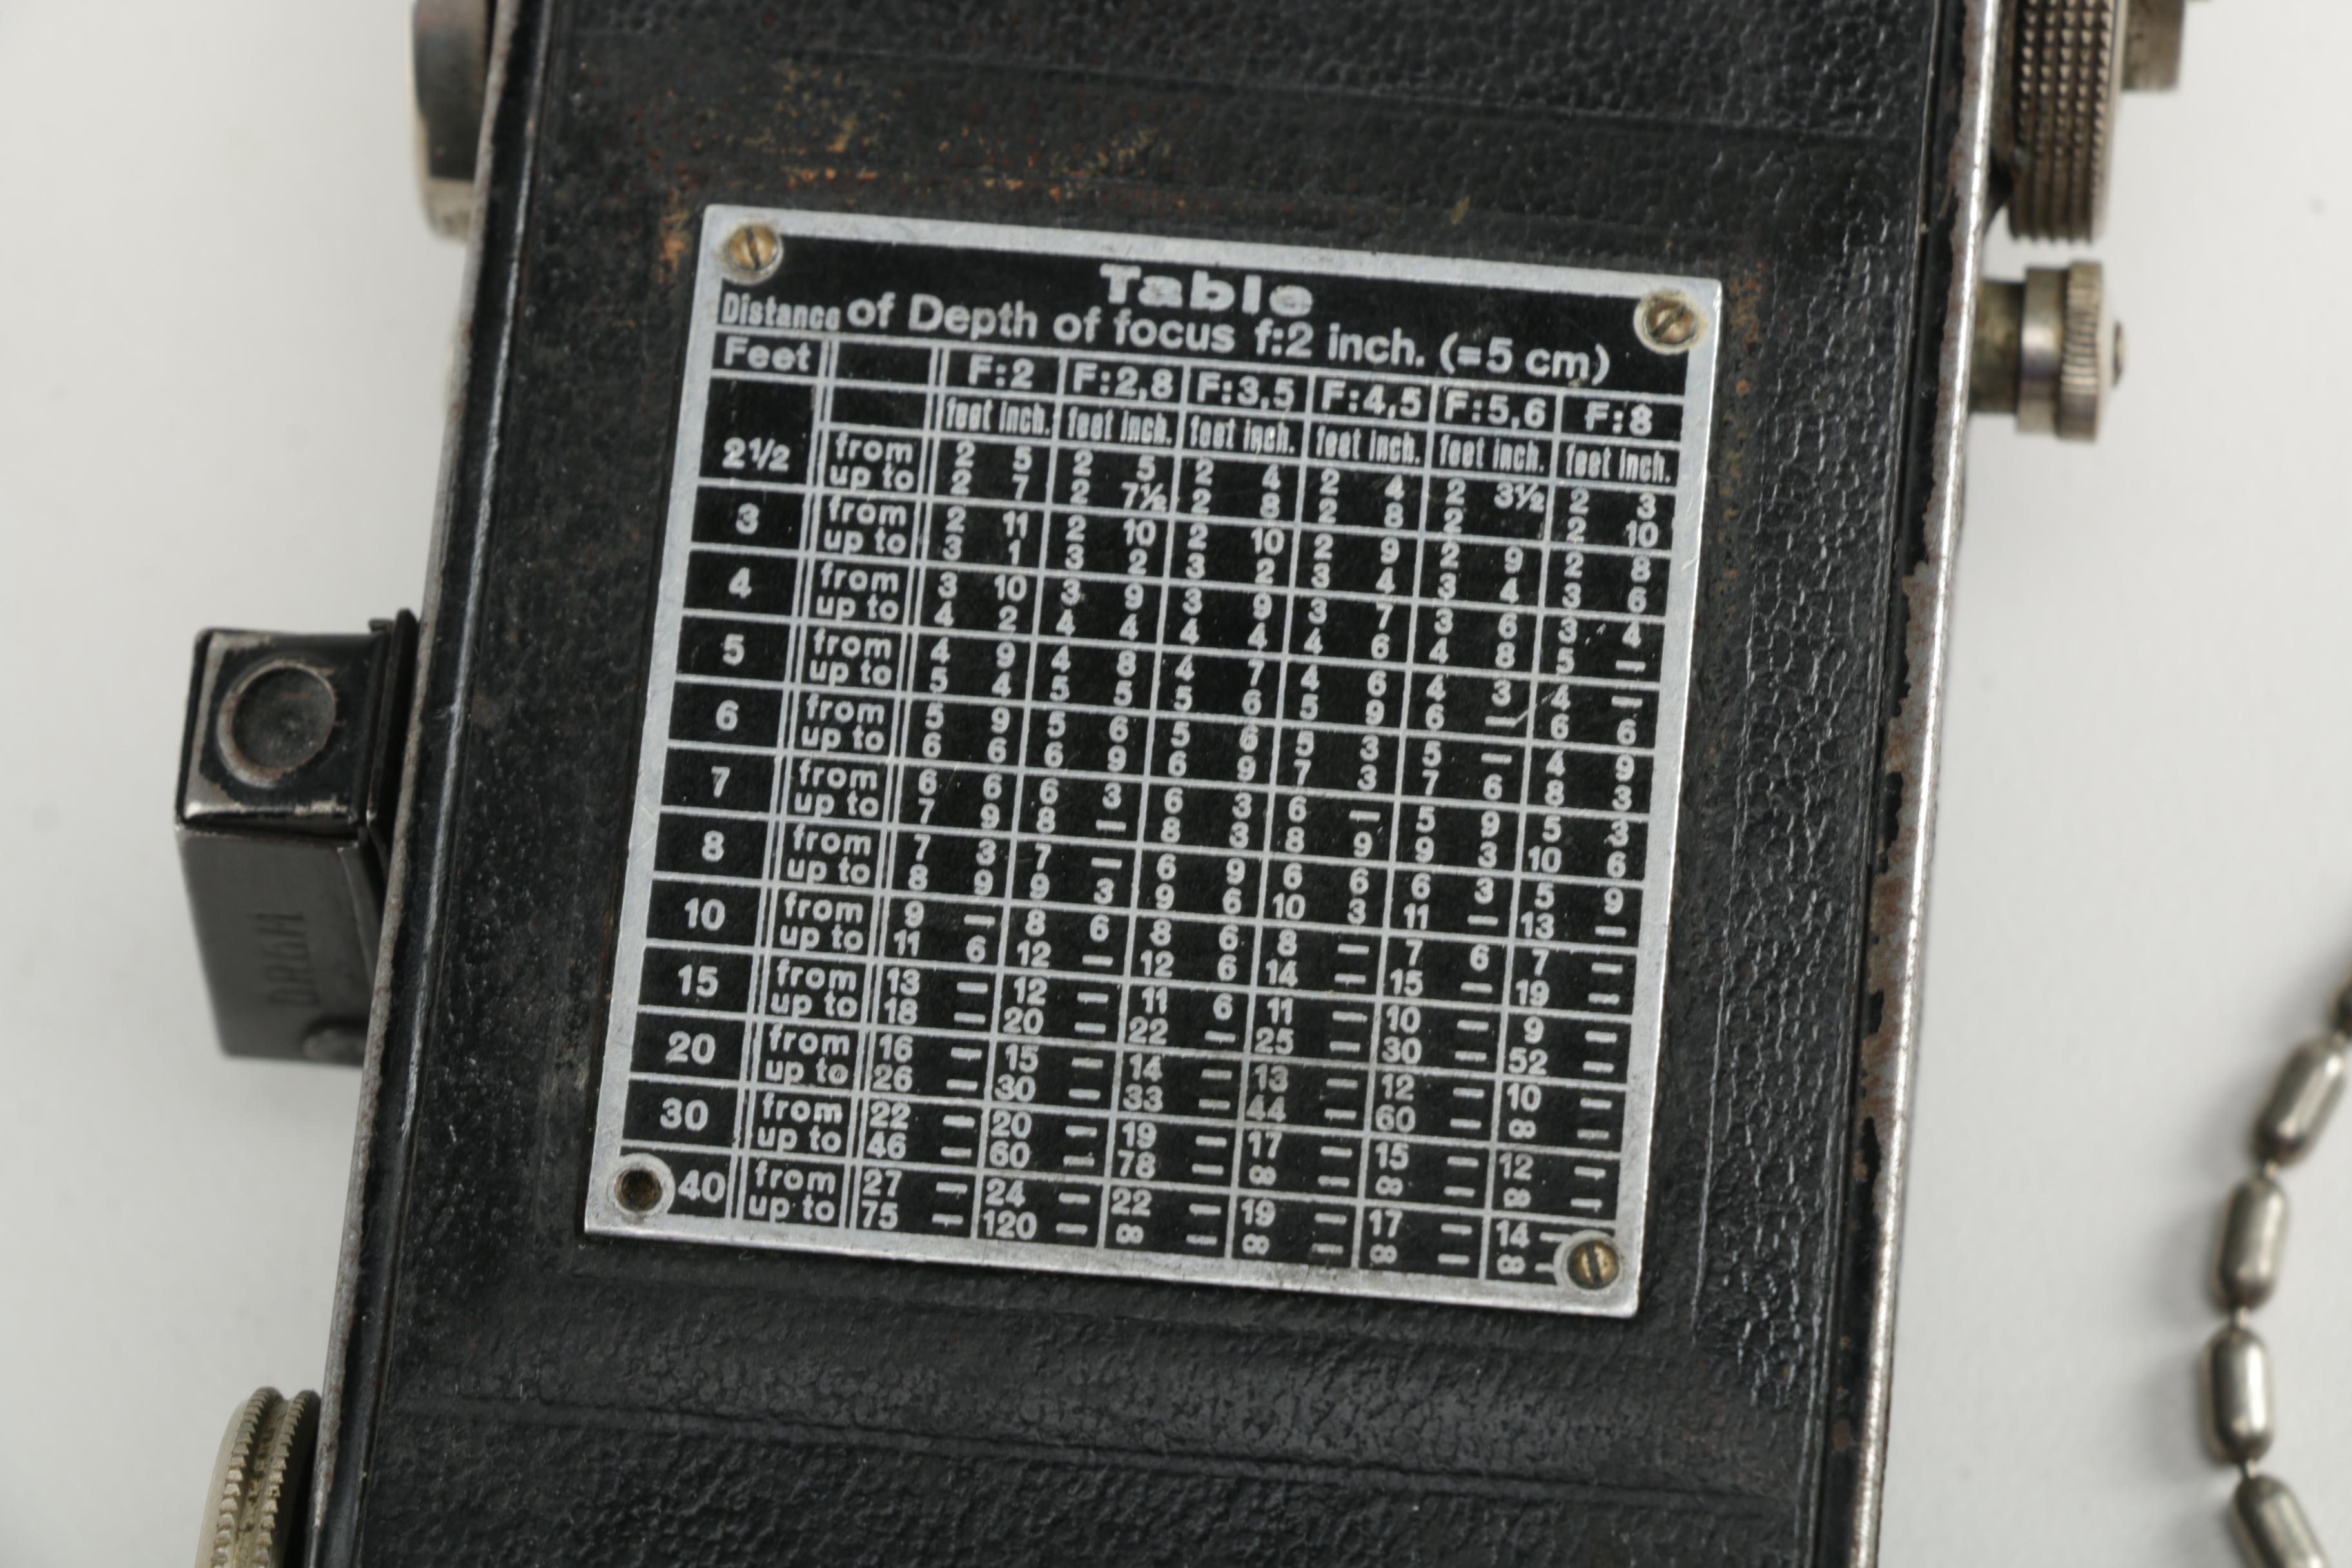 Table
Distance of Depth of focus f:2 inch. (=5 cm)
Feet F:2 F:2,8 F:3,5 F:4,5 F:5,6 F:8
feet inch. feet inch. feet inch. feet inch. feet inch. feet inch.
2½ from 2 5 2 5 2 4 2 4 2 3½ 2 3
up to 2 7 2 7½ 2 8 2 8 2 2 10
3 from 2 11 2 10 2 10 2 9 2 9 2 8
up to 3 1 3 2 3 2 3 4 3 4 3 6
4 from 3 10 3 9 3 9 3 7 3 6 3 4
up to 4 2 4 4 4 4 4 6 4 8 5 —
5 from 4 9 4 8 4 7 4 6 4 3 4 —
up to 5 4 5 5 5 6 5 9 6 — 6 6
6 from 5 9 5 6 5 6 5 3 5 — 4 9
up to 6 6 6 9 6 9 7 3 7 6 8 3
7 from 6 6 6 3 6 3 6 — 5 9 5 3
up to 7 9 8 — 8 3 8 9 9 3 10 6
8 from 7 3 7 — 6 9 6 6 6 3 5 9
up to 8 9 9 3 9 6 10 3 11 — 13 —
10 from 9 — 8 6 8 6 8 — 7 6 7 —
up to 11 6 12 — 12 6 14 — 15 — 19 —
15 from 13 — 12 — 11 6 11 — 10 — 9 —
up to 18 — 20 — 22 — 25 — 30 — 52 —
20 from 16 — 15 — 14 — 13 — 12 — 10 —
up to 26 — 30 — 33 — 44 — 60 — ∞ —
30 from 22 — 20 — 19 — 17 — 15 — 12 —
up to 46 — 60 — 78 — ∞ — ∞ — ∞ —
40 from 27 — 24 — 22 — 19 — 17 — 14 —
up to 75 — 120 — ∞ — ∞ — ∞ — ∞ —